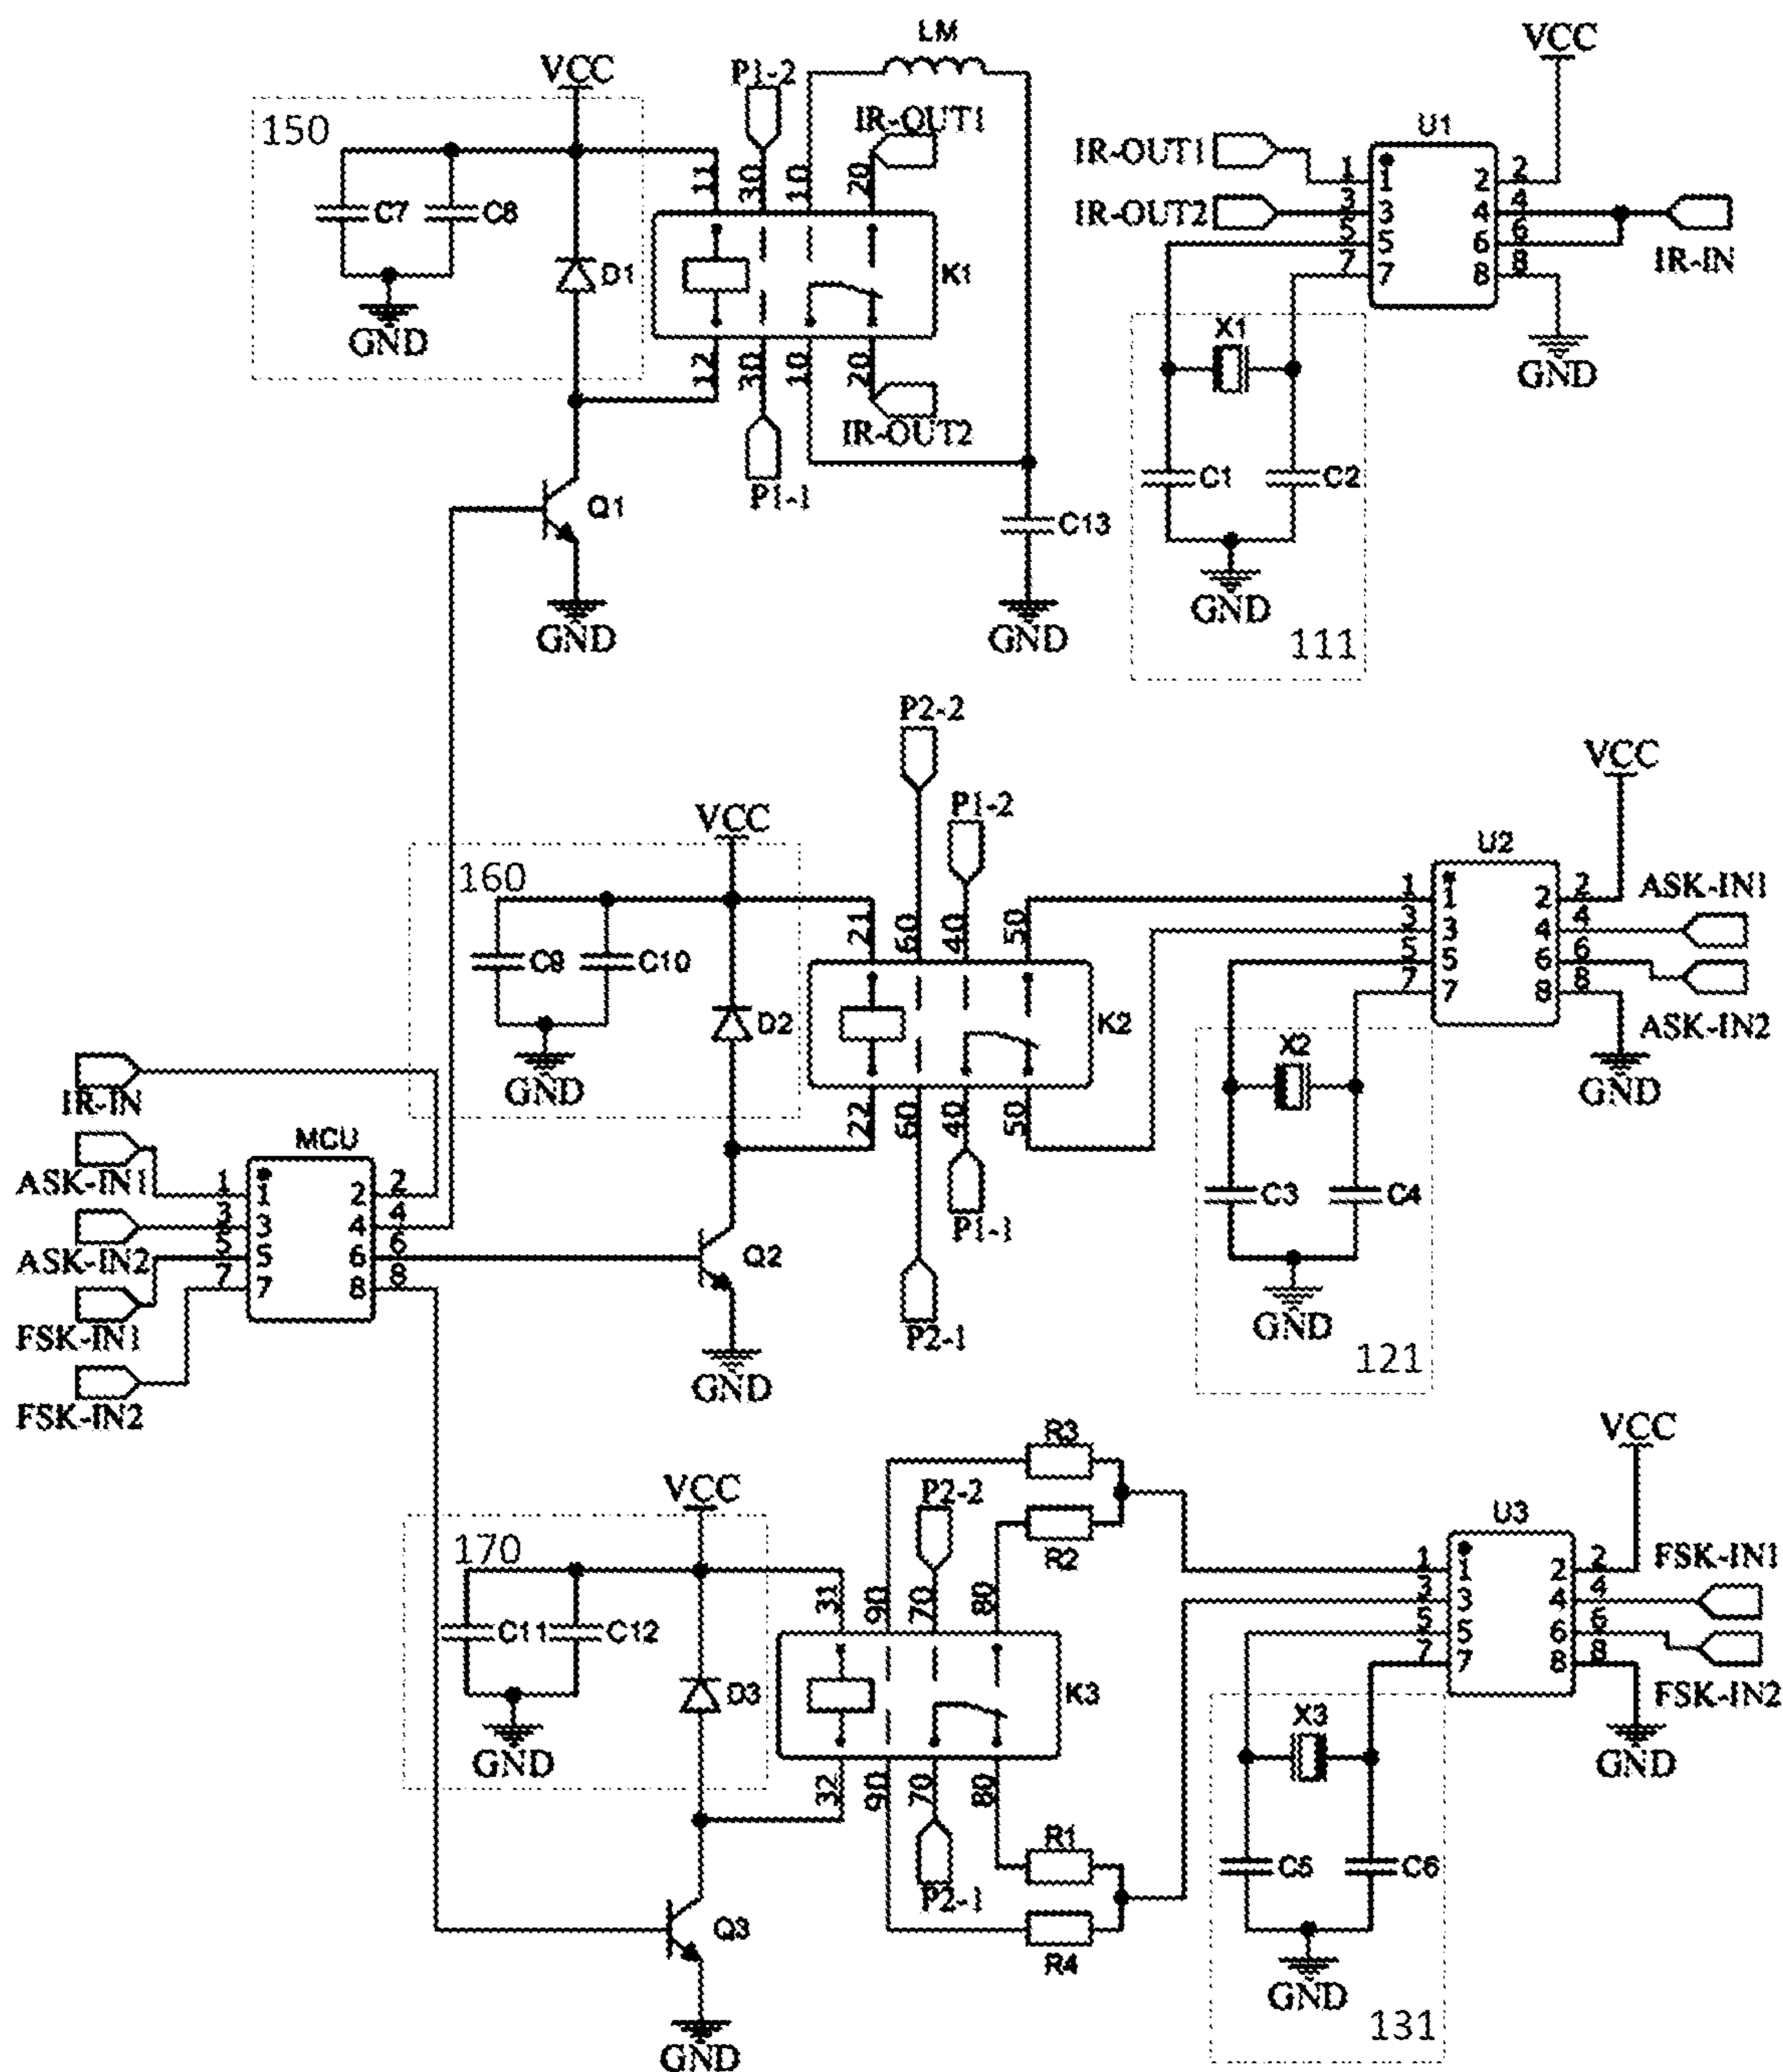 LM
VCC
P1-2
VCC
150
IR-OUT1
U1
IR-OUT1
1 1 2 2
IR-OUT2
3 3 4 4
5 5 6 6
7 7 8 8
IR-IN
11 30 10 20
C7
C8
D1
K1
GND
12 30 10 20
X1
GND
IR-OUT2
P1-1
Q1
C13
C1
C2
GND
GND
GND
111
P2-2
VCC
P1-2
VCC
160
U2
21 60 40 50
1 1 2 2
ASK-IN1
3 3 4 4
5 5 6 6
7 7 8 8
ASK-IN2
C9
C10
D2
K2
GND
22 60 40 50
X2
GND
IR-IN
MCU
ASK-IN1
1 1 2 2
ASK-IN2
3 3 4 4
5 5 6 6
7 7 8 8
FSK-IN1
FSK-IN2
P1-1
C3
C4
Q2
P2-1
GND
GND
121
R3
VCC
VCC
P2-2
R2
U3
170
31 90 70 80
1 1 2 2
FSK-IN1
3 3 4 4
5 5 6 6
7 7 8 8
FSK-IN2
C11
C12
D3
K3
GND
X3
GND
32 90 70 80
R1
P2-1
C5
C6
Q3
R4
GND
131
GND